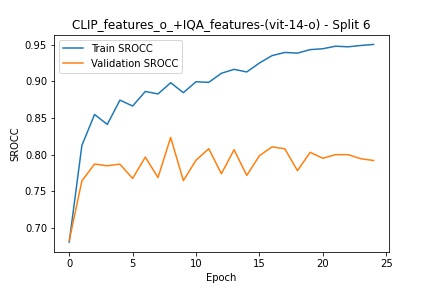 CLIP_features_o_+IQA_features-(vit-14-o) - Split 6
Train SROCC
Validation SROCC
0.95
0.90
0.85
0.80
0.75
0.70
SROCC
0 5 10 15 20 25
Epoch